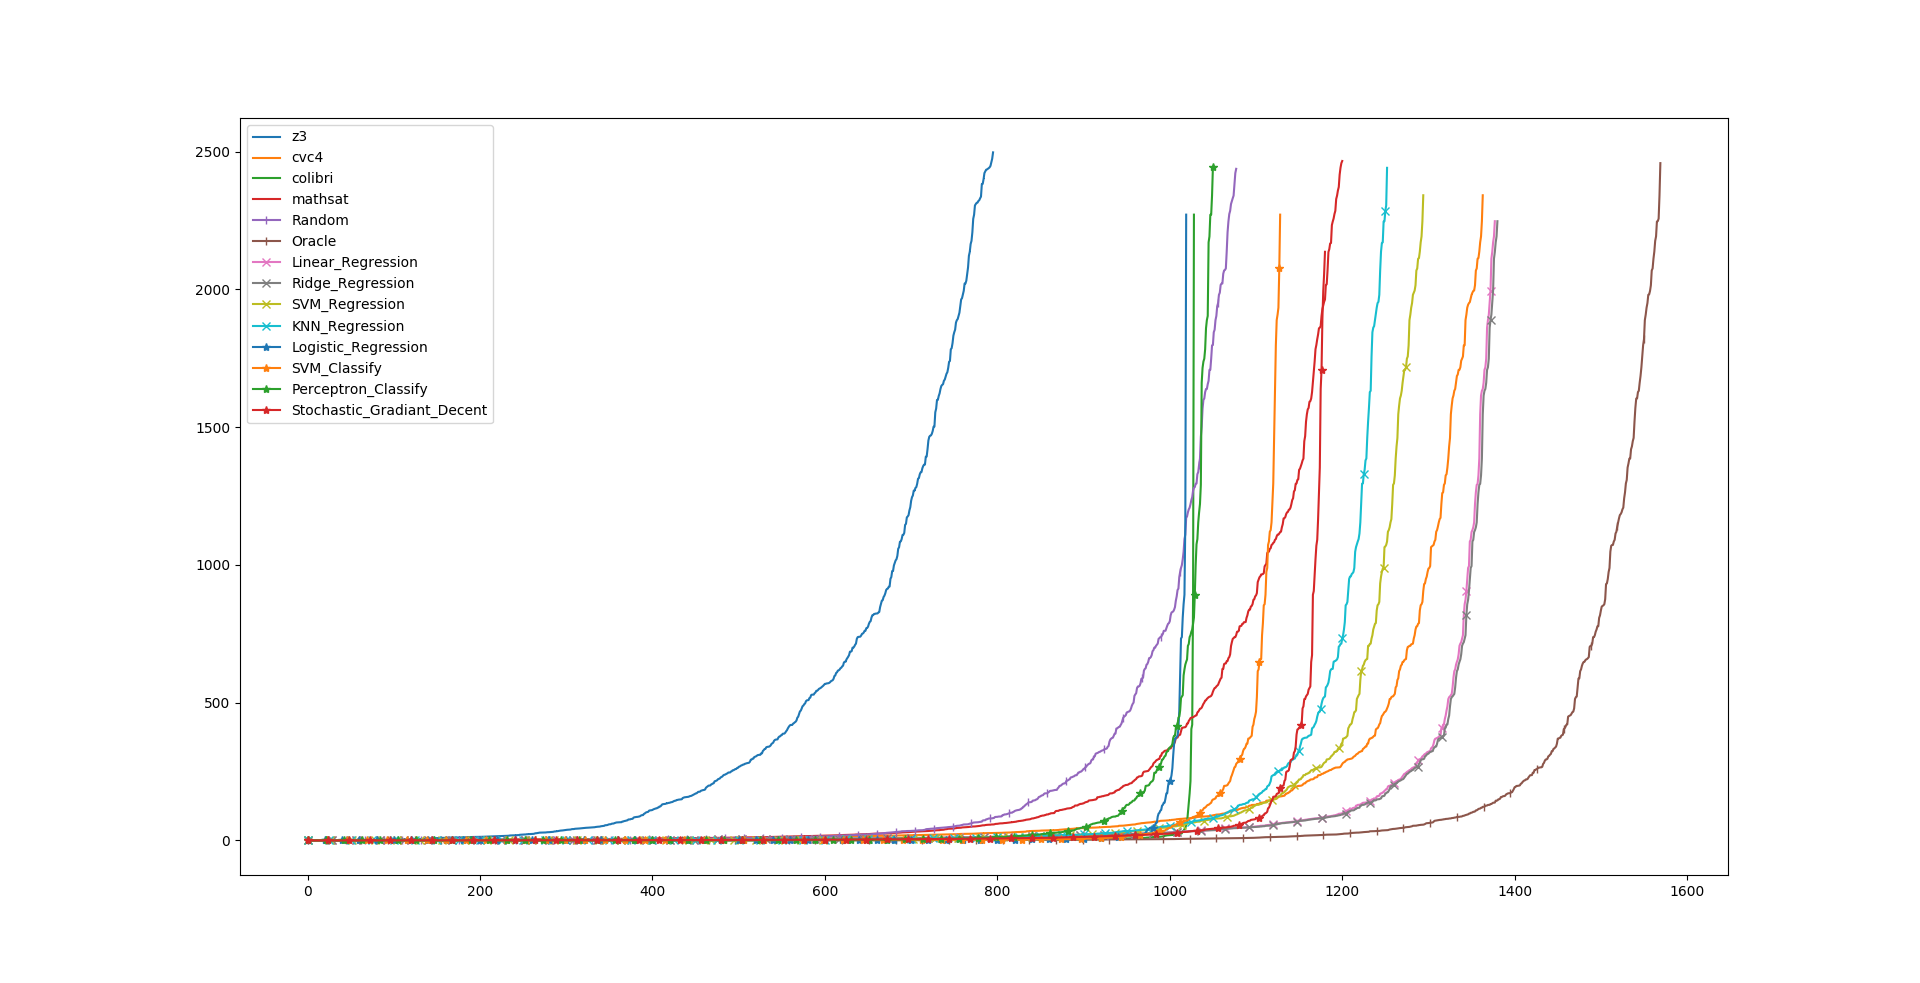 z3
cvc4
colibri
mathsat
Random
Oracle
Linear_Regression
Ridge_Regression
SVM_Regression
KNN_Regression
Logistic_Regression
SVM_Classify
Perceptron_Classify
Stochastic_Gradiant_Decent
2500
2000
1500
1000
500
0
0 200 400 600 800 1000 1200 1400 1600